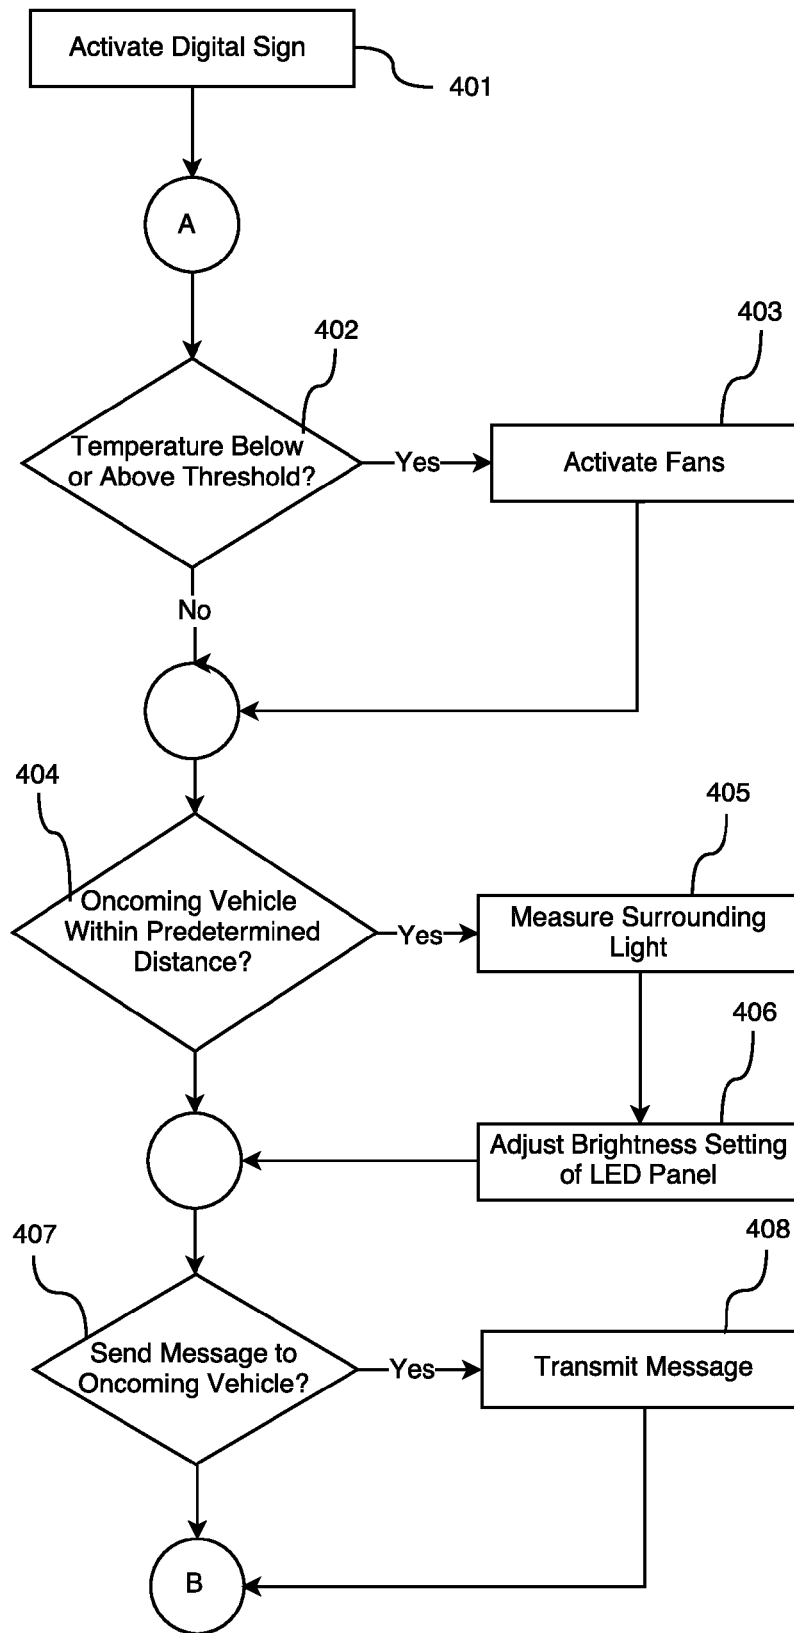 Activate Digital Sign
401
A
402
403
Temperature Below
or Above Threshold?
Yes
Activate Fans
No
404
405
Oncoming Vehicle
Within Predetermined
Distance?
Yes
Measure Surrounding
Light
406
Adjust Brightness Setting
of LED Panel
407
408
Send Message to
Oncoming Vehicle?
Yes
Transmit Message
B